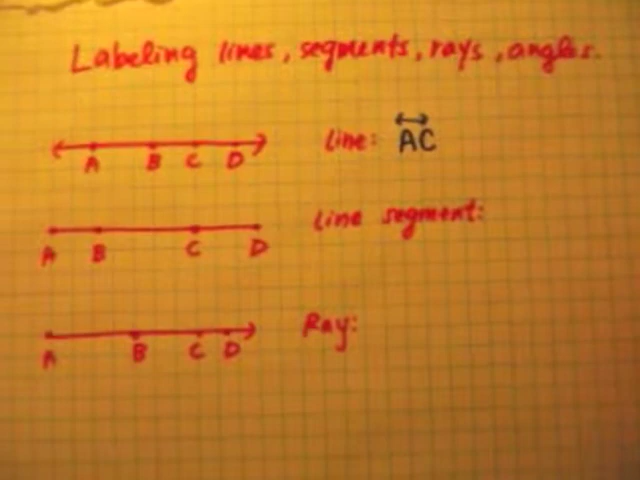 Labeling lines, segments, rays, angles.
A B C D
Line: AC
A B C D
Line segment:
A B C D
Ray: